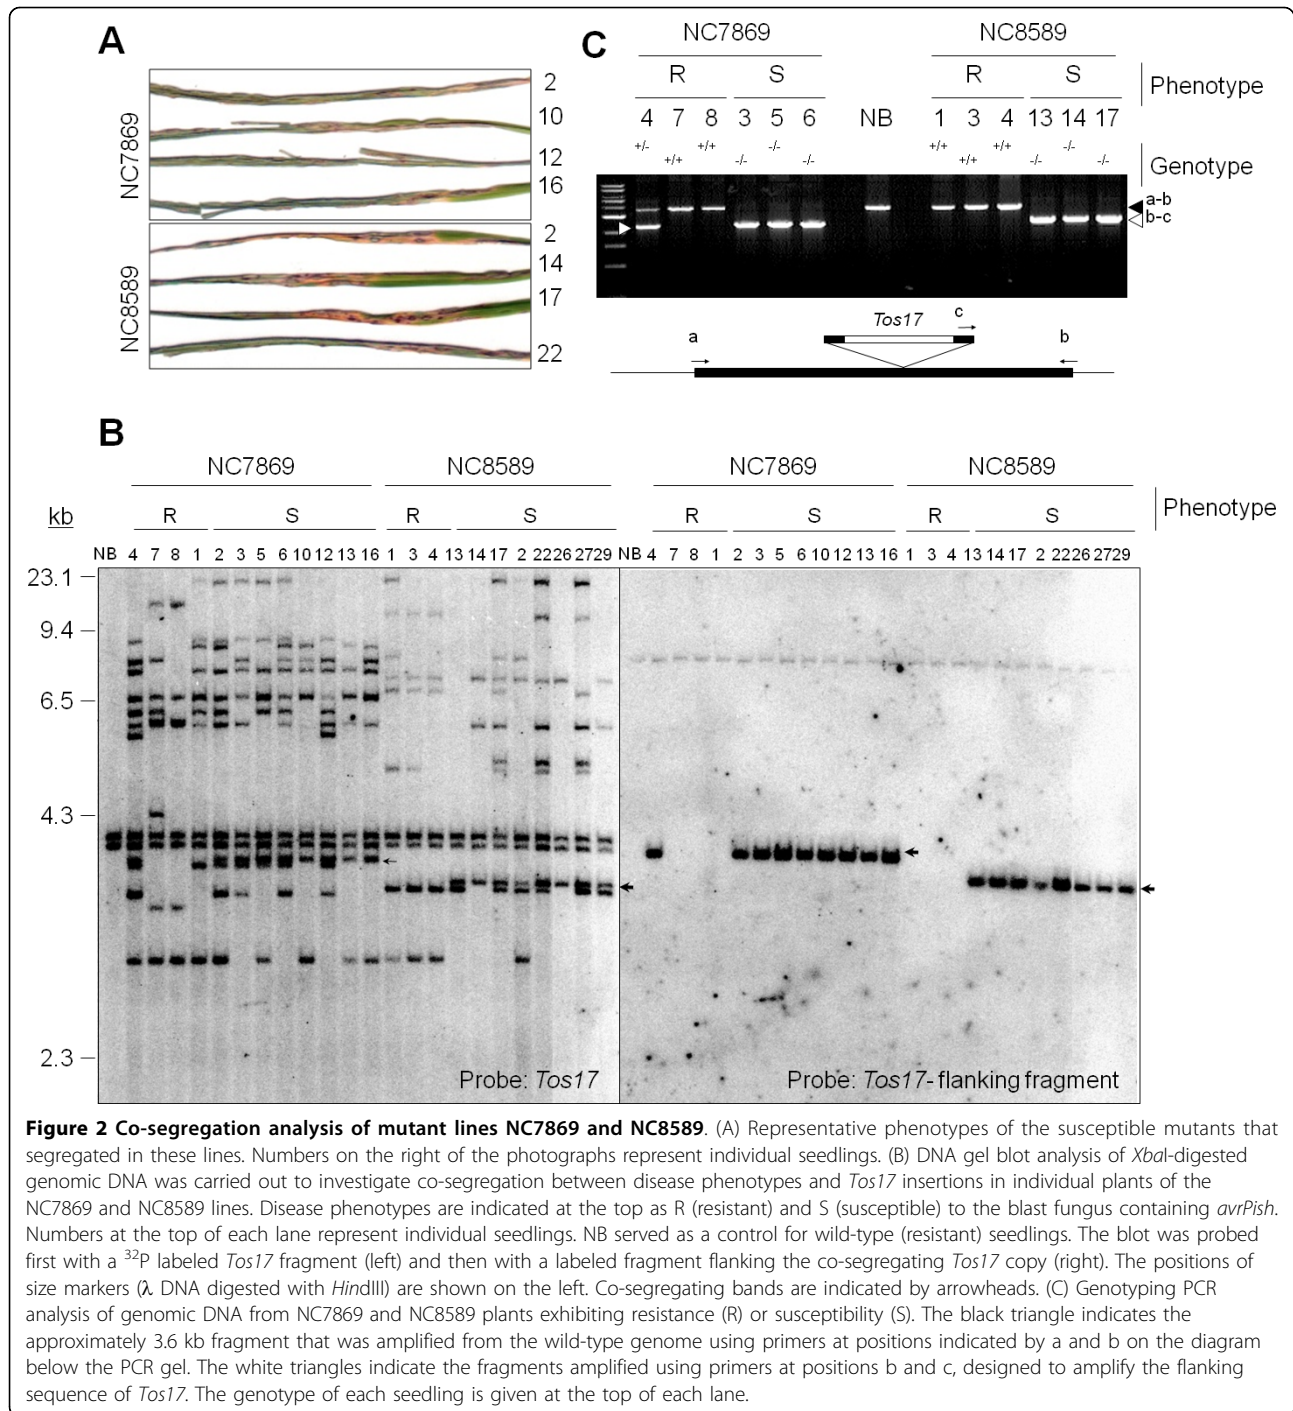 A
NC7869
2
10
12
16
NC8589
2
14
17
22
C
NC7869 NC8589
R S R S Phenotype
4 7 8 3 5 6 NB 1 3 4 13 14 17
+/- +/+ +/+ -/- -/- -/- +/+ +/+ +/+ -/- -/- -/- Genotype
a-b
b-c
Tos17 c
a b
B
NC7869 NC8589 NC7869 NC8589
kb R S R S R S R S Phenotype
NB 4 7 8 1 2 3 5 6 10 12 13 16 1 3 4 13 14 17 2 22 26 27 29 NB 4 7 8 1 2 3 5 6 10 12 13 16 1 3 4 13 14 17 2 22 26 27 29
23.1
9.4
6.5
4.3
2.3
Probe: Tos17 Probe: Tos17- flanking fragment
Figure 2 Co-segregation analysis of mutant lines NC7869 and NC8589. (A) Representative phenotypes of the susceptible mutants that
segregated in these lines. Numbers on the right of the photographs represent individual seedlings. (B) DNA gel blot analysis of XbaI-digested
genomic DNA was carried out to investigate co-segregation between disease phenotypes and Tos17 insertions in individual plants of the
NC7869 and NC8589 lines. Disease phenotypes are indicated at the top as R (resistant) and S (susceptible) to the blast fungus containing avrPish.
Numbers at the top of each lane represent individual seedlings. NB served as a control for wild-type (resistant) seedlings. The blot was probed
first with a 32P labeled Tos17 fragment (left) and then with a labeled fragment flanking the co-segregating Tos17 copy (right). The positions of
size markers (λ DNA digested with HindIII) are shown on the left. Co-segregating bands are indicated by arrowheads. (C) Genotyping PCR
analysis of genomic DNA from NC7869 and NC8589 plants exhibiting resistance (R) or susceptibility (S). The black triangle indicates the
approximately 3.6 kb fragment that was amplified from the wild-type genome using primers at positions indicated by a and b on the diagram
below the PCR gel. The white triangles indicate the fragments amplified using primers at positions b and c, designed to amplify the flanking
sequence of Tos17. The genotype of each seedling is given at the top of each lane.